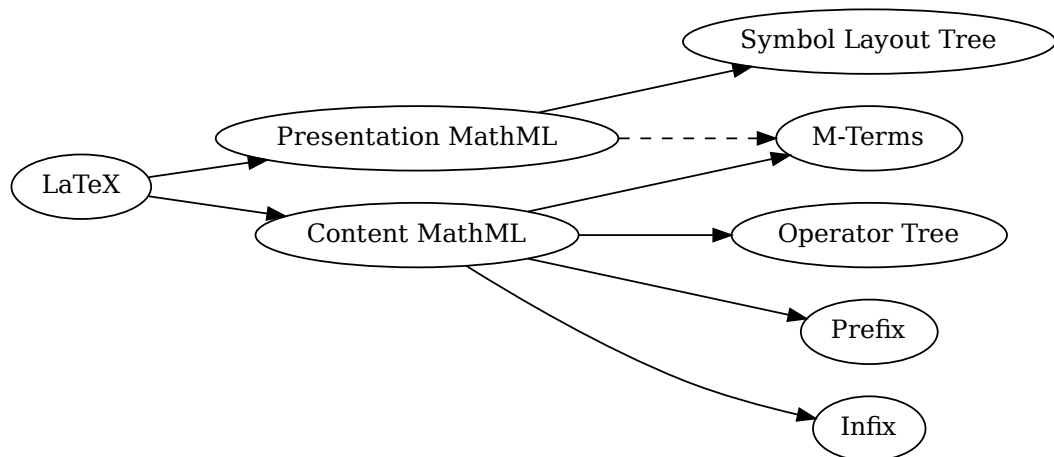 Symbol Layout Tree
Presentation MathML
M-Terms
LaTeX
Content MathML
Operator Tree
Prefix
Infix